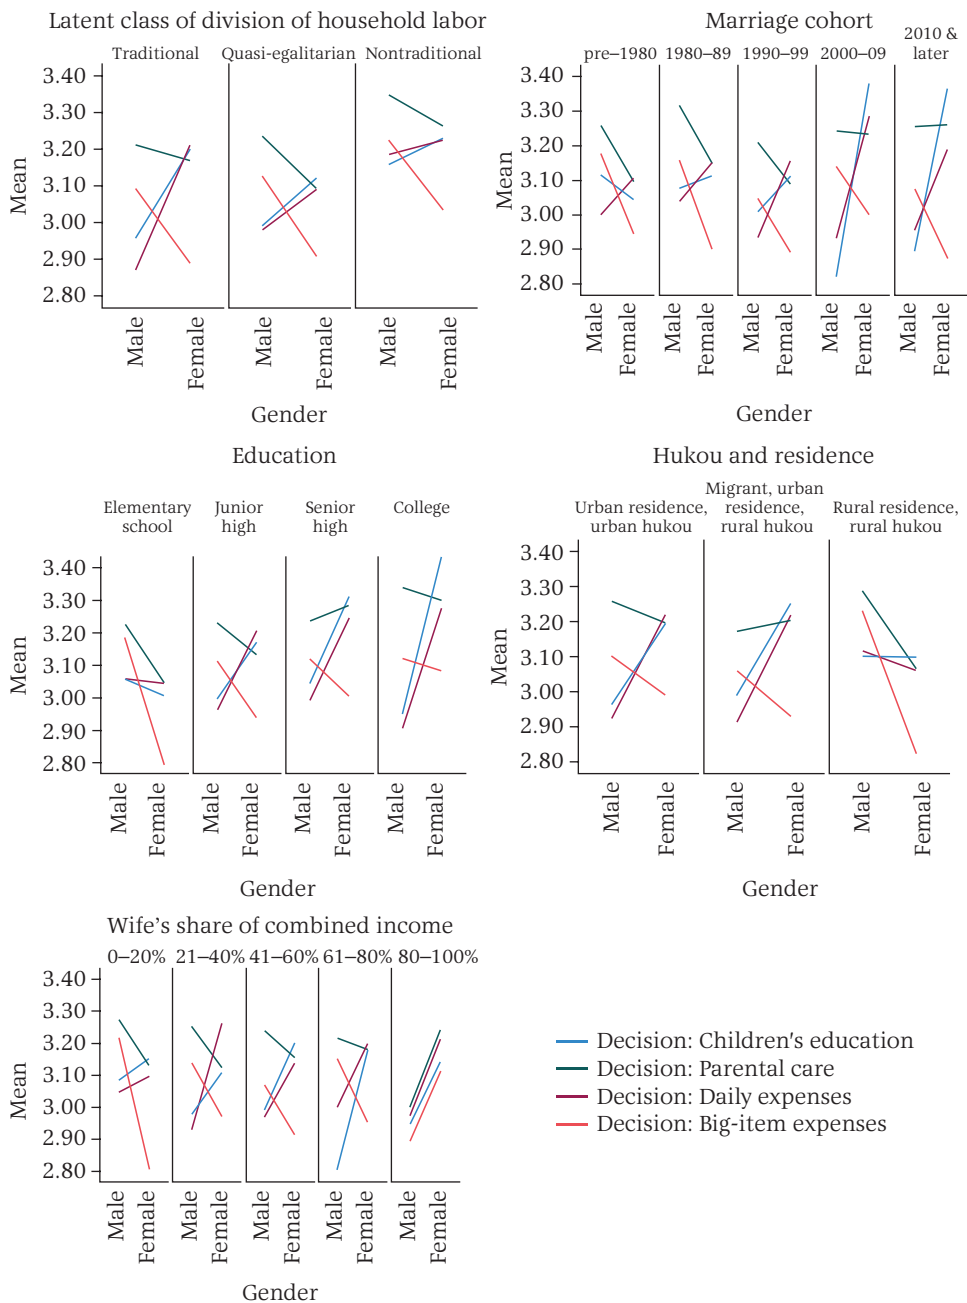 Latent class of division of household labor
Traditional
Quasi-egalitarian
Nontraditional
Mean
3.40
3.30
3.20
3.10
3.00
2.90
2.80
Male
Female
Male
Female
Male
Female
Gender
Marriage cohort
pre–1980
1980–89
1990–99
2000–09
2010 &
later
Mean
3.40
3.30
3.20
3.10
3.00
2.90
2.80
Male
Female
Male
Female
Male
Female
Male
Female
Male
Female
Gender
Education
Elementary
school
Junior
high
Senior
high
College
Mean
3.40
3.30
3.20
3.10
3.00
2.90
2.80
Male
Female
Male
Female
Male
Female
Male
Female
Gender
Hukou and residence
Urban residence,
urban hukou
Migrant, urban
residence,
rural hukou
Rural residence,
rural hukou
Mean
3.40
3.30
3.20
3.10
3.00
2.90
2.80
Male
Female
Male
Female
Male
Female
Gender
Wife’s share of combined income
0–20%
21–40%
41–60%
61–80%
80–100%
Mean
3.40
3.30
3.20
3.10
3.00
2.90
2.80
Male
Female
Male
Female
Male
Female
Male
Female
Male
Female
Gender
Decision: Children's education
Decision: Parental care
Decision: Daily expenses
Decision: Big-item expenses